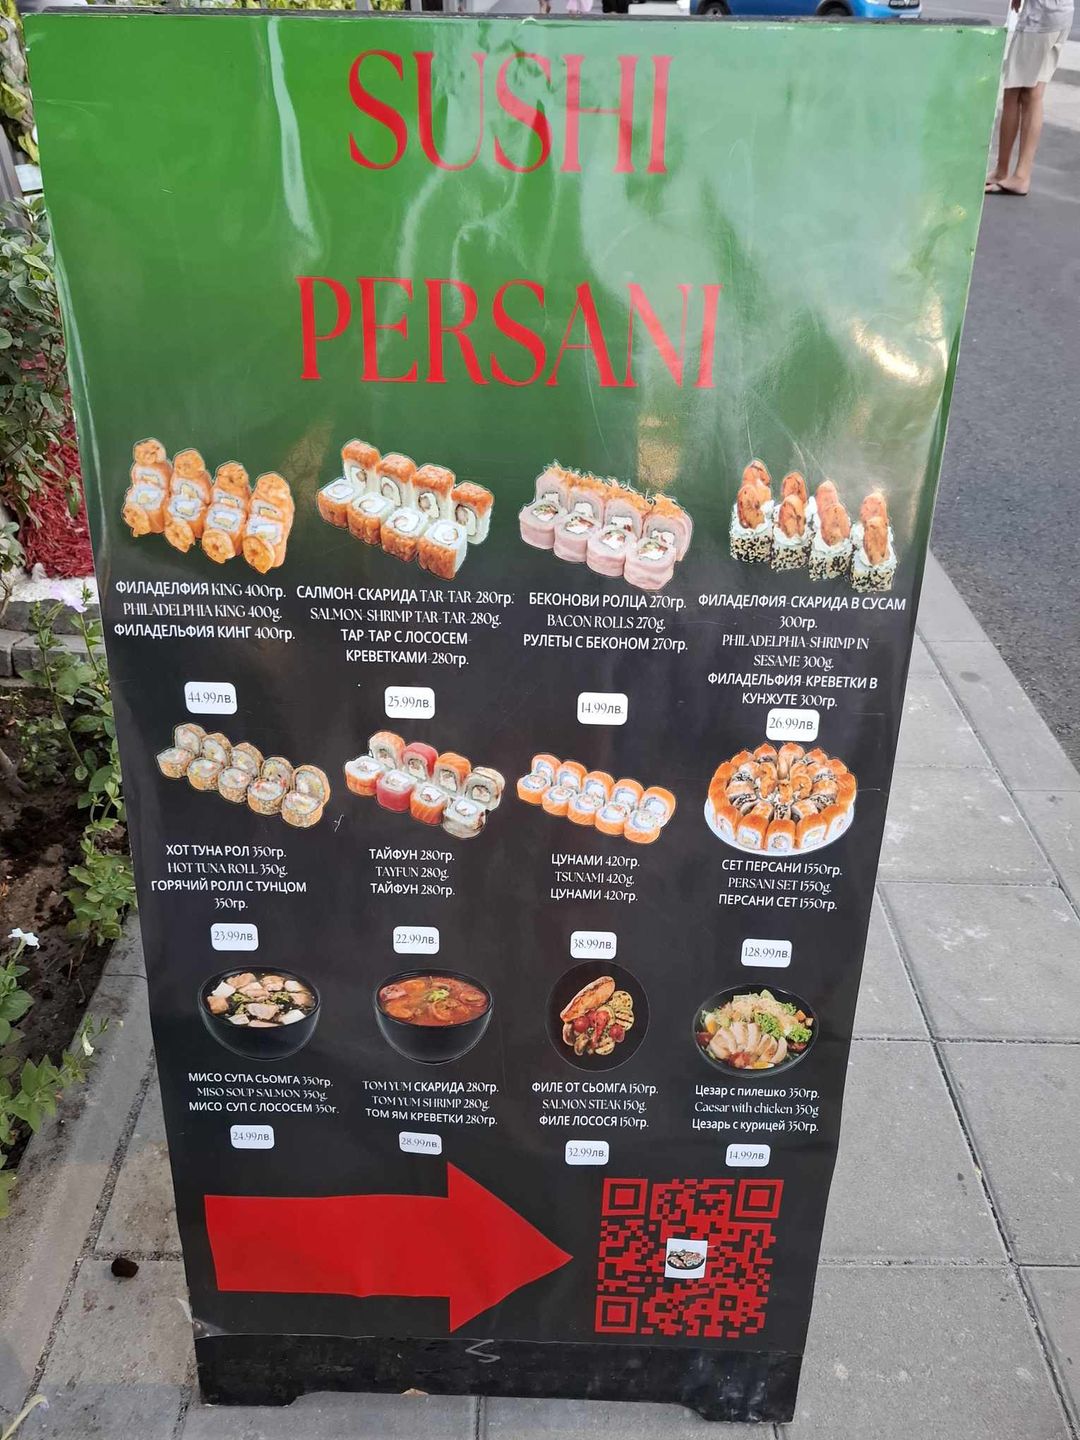 SUSHI
PERSANI
ФИЛАДЕЛФИЯ KING 400гр.
PHILADELPHIA KING 400g.
ФИЛАДЕЛЬФИЯ КИНГ 400гр.
44.99лв.
САЛМОН-СКАРИДА TAR-TAR-280гр.
SALMON-SHRIMP TAR-TAR-280g.
ТАР-ТАР С ЛОСОСЕМ-
КРЕВЕТКАМИ-280гр.
25.99лв.
БЕКОНОВИ РОЛЦА 270гр.
BACON ROLLS 270g.
РУЛЕТЫ С БЕКОНОМ 270гр.
14.99лв.
ФИЛАДЕЛФИЯ-СКАРИДА В СУСАМ
300гр.
PHILADELPHIA-SHRIMP IN
SESAME 300g.
ФИЛАДЕЛЬФИЯ-КРЕВЕТКИ В
КУНЖУТЕ 300гр.
26.99лв.
ХОТ ТУНА РОЛ 350гр.
HOT TUNA ROLL 350g.
ГОРЯЧИЙ РОЛЛ С ТУНЦОМ
350гр.
23.99лв.
ТАЙФУН 280гр.
TAYFUN 280g.
ТАЙФУН 280гр.
22.99лв.
ЦУНАМИ 420гр.
TSUNAMI 420g.
ЦУНАМИ 420гр.
38.99лв.
СЕТ ПЕРСАНИ 1550гр.
PERSANI SET 1550g.
ПЕРСАНИ СЕТ 1550гр.
128.99лв.
МИСО СУПА СЬОМГА 350гр.
MISO SOUP SALMON 350g.
МИСО-СУП С ЛОСОСЕМ 350г.
24.99лв.
TOM YUM СКАРИДА 280гр.
TOM YUM SHRIMP 280g.
ТОМ ЯМ КРЕВЕТКИ 280гр.
28.99лв.
ФИЛЕ ОТ СЬОМГА 150гр.
SALMON STEAK 150g.
ФИЛЕ ЛОСОСЯ 150гр.
32.99лв.
Цезар с пилешко 350гр.
Caesar with chicken 350g
Цезарь с курицей 350гр.
14.99лв.